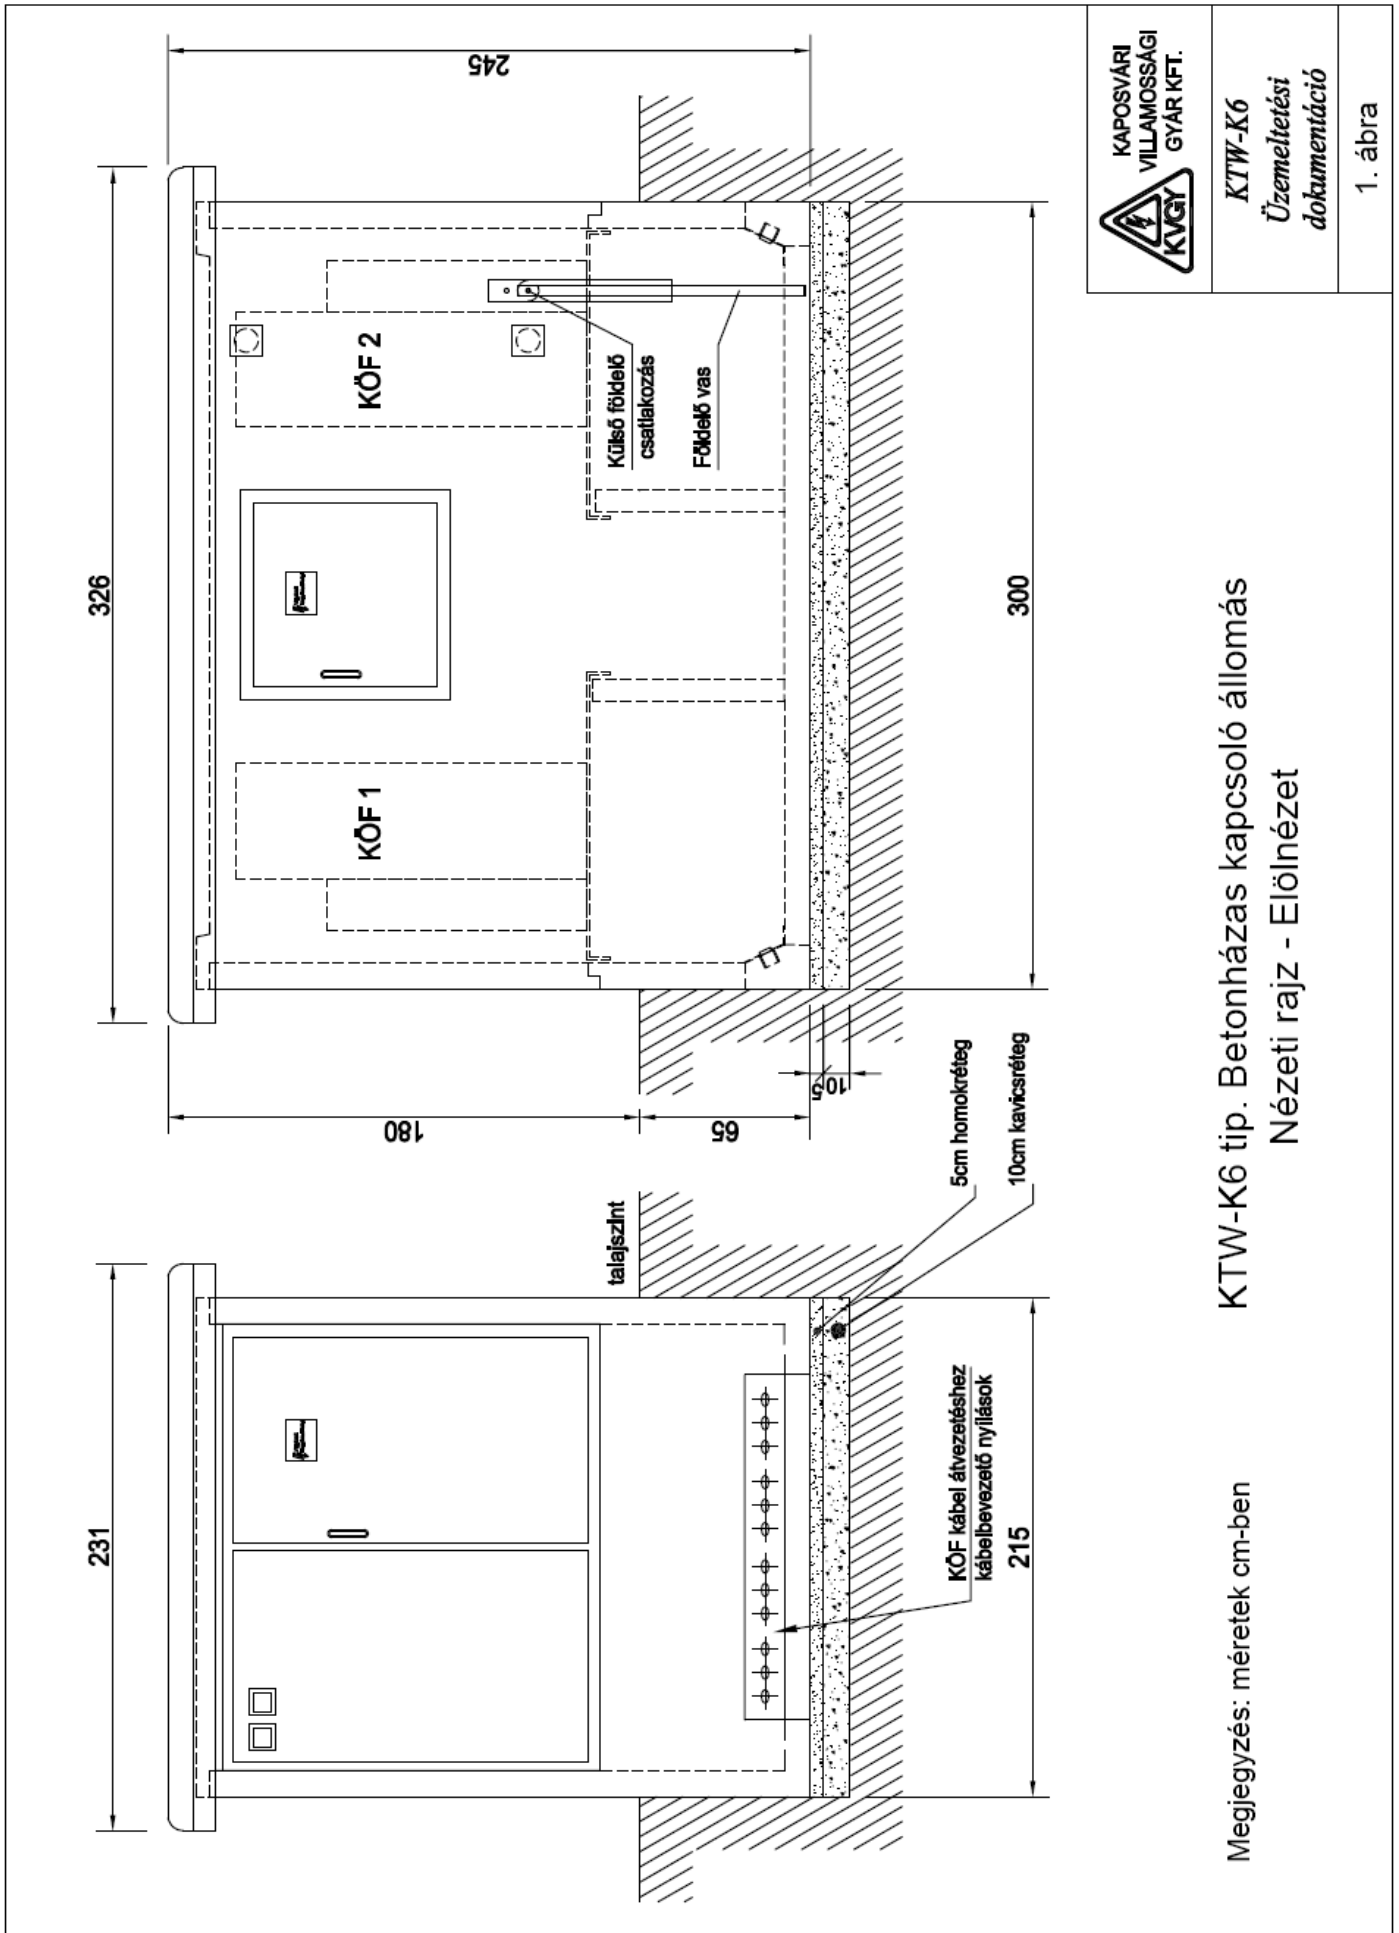 231
326
180
65
245
10
5
talajszint
KÖF 1
KÖF 2
Külső földelő
csatlakozás
Földelő vas
KÖF kábel átvezetéshez
kábelbevezető nyílások
5cm homokréteg
10cm kavicsréteg
215
300
Megjegyzés: méretek cm-ben
KTW-K6 tip. Betonházas kapcsoló állomás
Nézeti rajz - Elölnézet
KVGY
KAPOSVÁRI
VILLAMOSSÁGI
GYÁR KFT.
KTW-K6
Üzemeltetési
dokumentáció
1. ábra